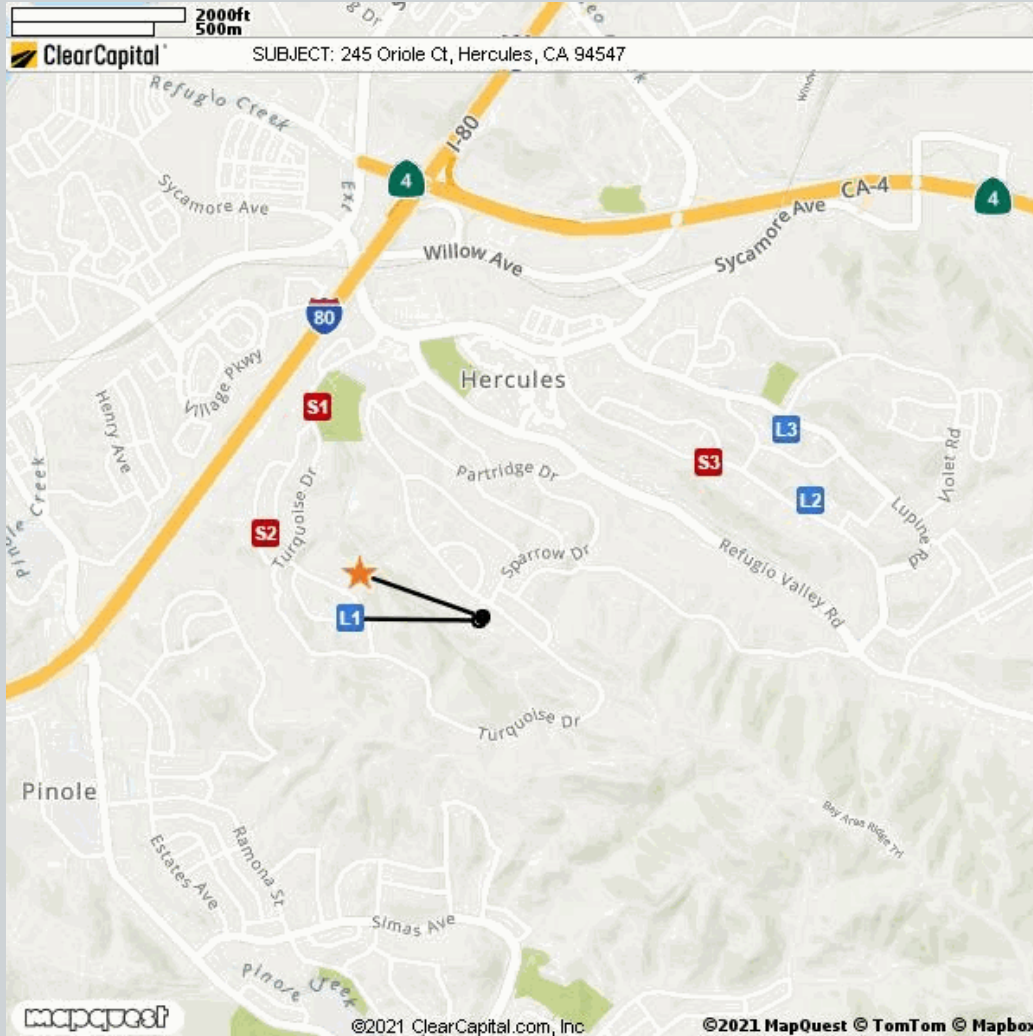 2000ft
500m
ClearCapital
SUBJECT: 245 Oriole Ct, Hercules, CA 94547
Refugio Creek
I-80
4
CA-4
4
Sycamore Ave
Willow Ave
Sycamore Ave
80
Village Pkwy
Hercules
Henry Ave
S1
L3
S3
Violet Rd
Partridge Dr
L2
Lupine Rd
Pinole Creek
Turquoise Dr
S2
Sparrow Dr
Refugio Valley Rd
L1
Turquoise Dr
Pinole
Bay Area Ridge Trl
Estates Ave
Ramona St
Simas Ave
Pinole Creek
mapquest
©2021 ClearCapital.com, Inc
©2021 MapQuest © TomTom © Mapbox